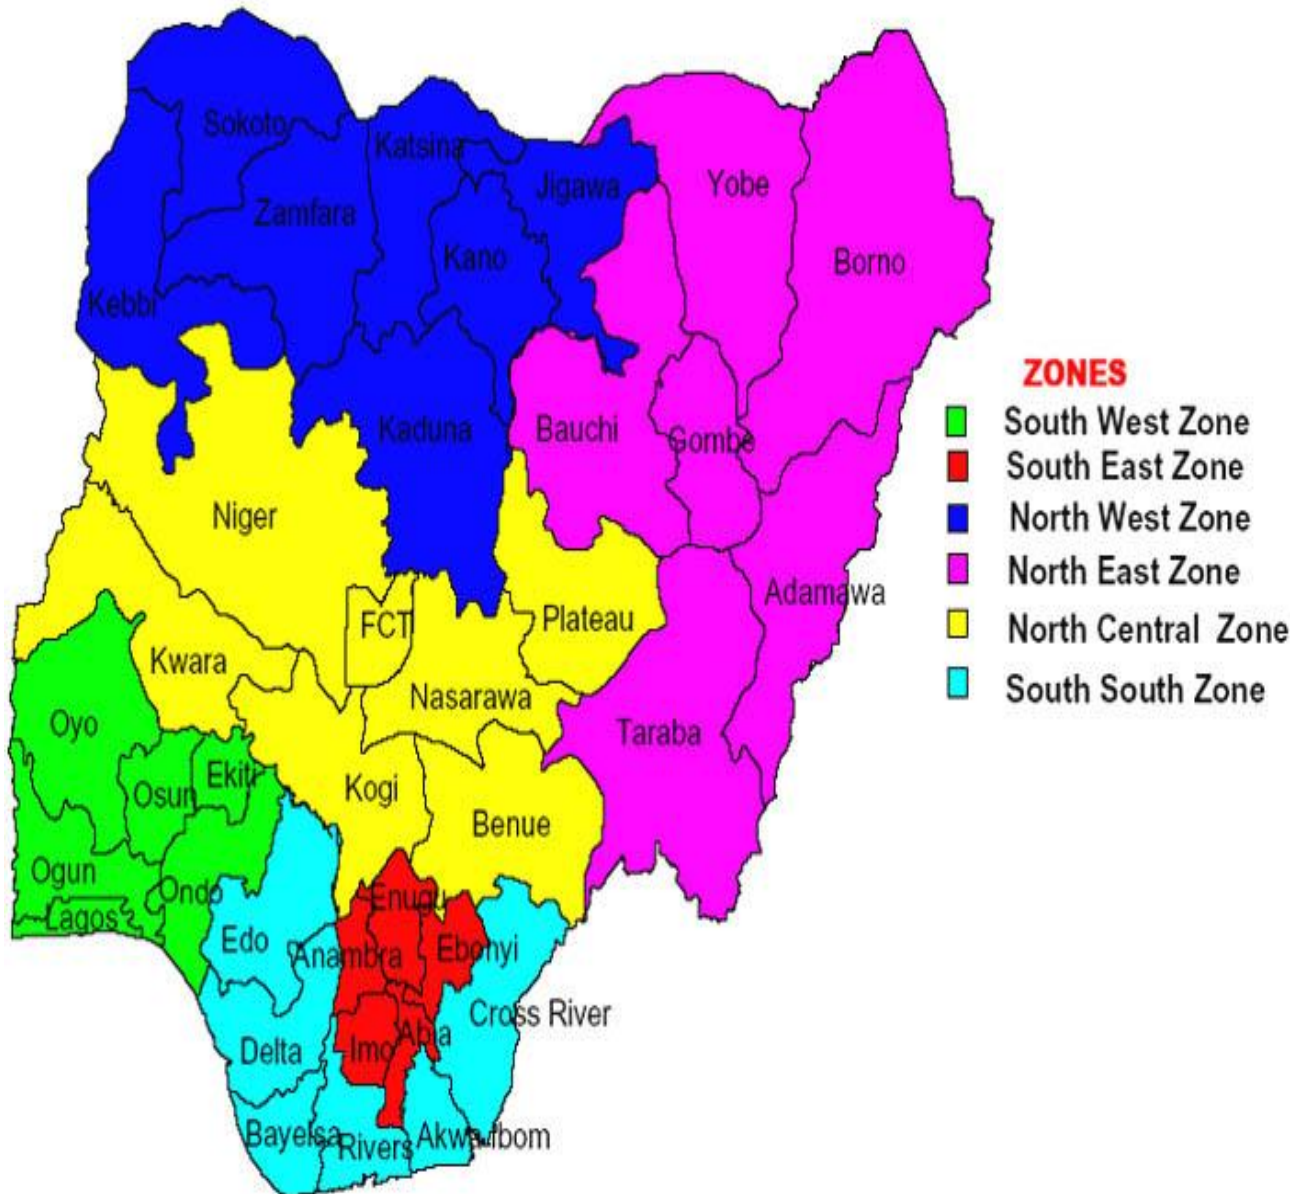 Sokoto
Katsina
Jigawa
Yobe
Zamfara
Kano
Borno
Kebbi
Kaduna
Bauchi
Gombe
Niger
FCT
Plateau
Adamawa
Kwara
Nasarawa
Oyo
Taraba
Osun
Ekiti
Kogi
Benue
Ogun
Ondo
Lagos
Enugu
Edo
Anambra
Ebonyi
Cross River
Delta
Imo
Abia
Bayelsa
Rivers
Akwa-Ibom
ZONES
South West Zone
South East Zone
North West Zone
North East Zone
North Central Zone
South South Zone